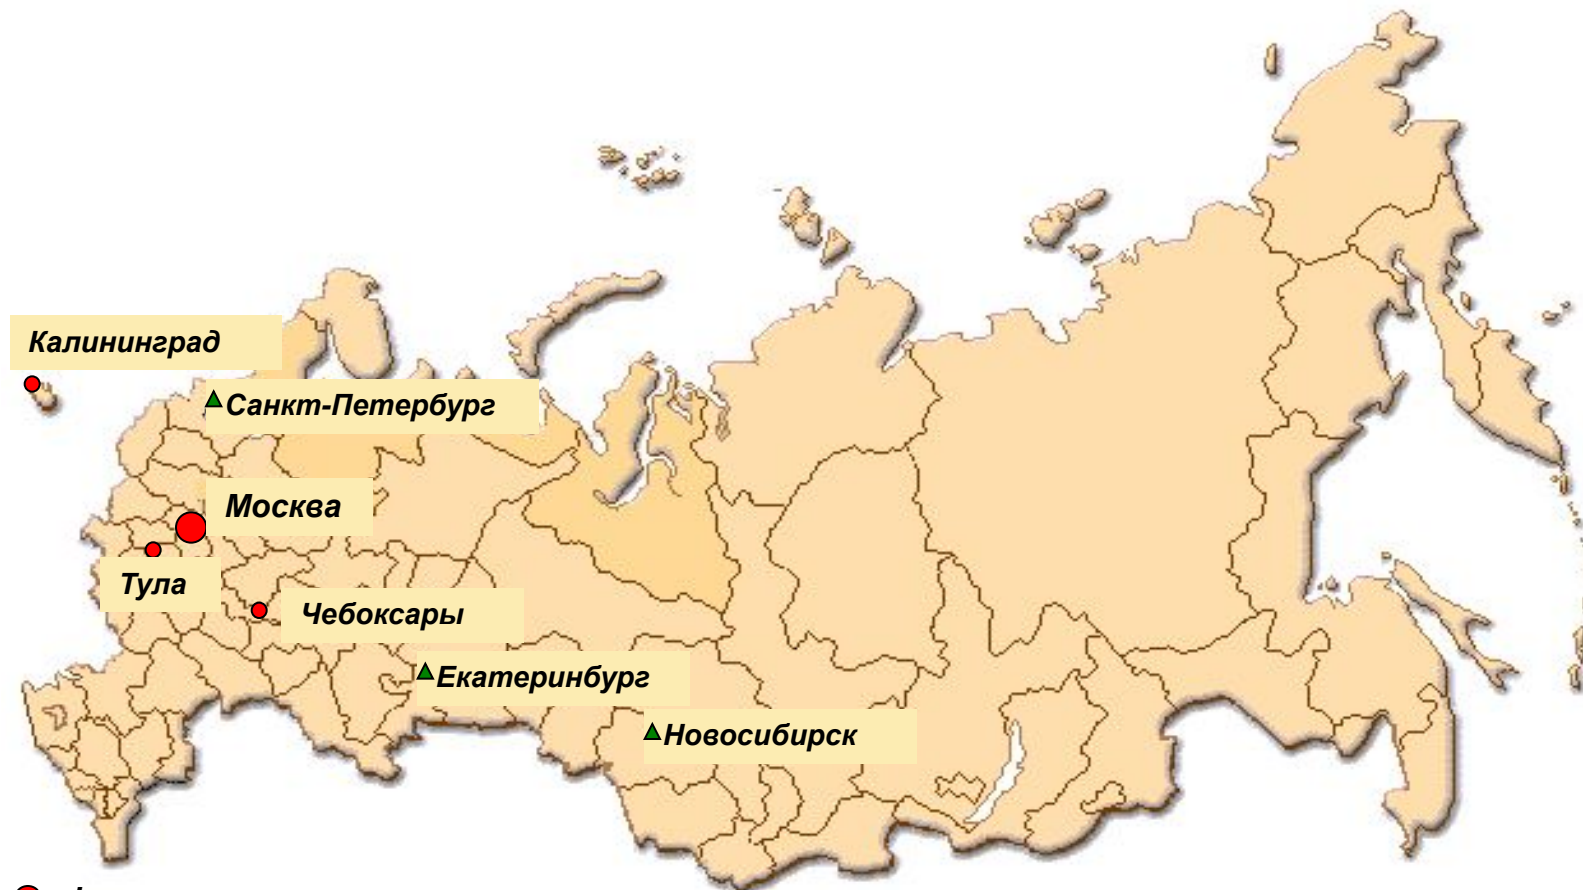 Калининград
Санкт-Петербург
Москва
Тула
Чебоксары
Екатеринбург
Новосибирск